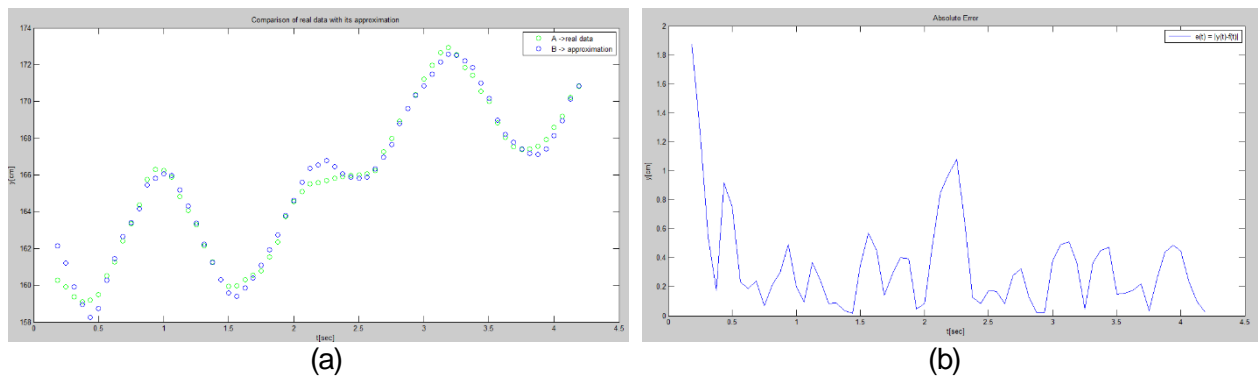 Comparison of real data with its approximation
174
172
170
168
166
164
162
160
158
y[cm]
0 0.5 1 1.5 2 2.5 3 3.5 4 4.5
t[sec]
A ->real data
B -> approximation
(a)
Absolute Error
2
1.8
1.6
1.4
1.2
1
0.8
0.6
0.4
0.2
0
y[cm]
0 0.5 1 1.5 2 2.5 3 3.5 4 4.5
t[sec]
e(t) = |y(t)-f(t)|
(b)